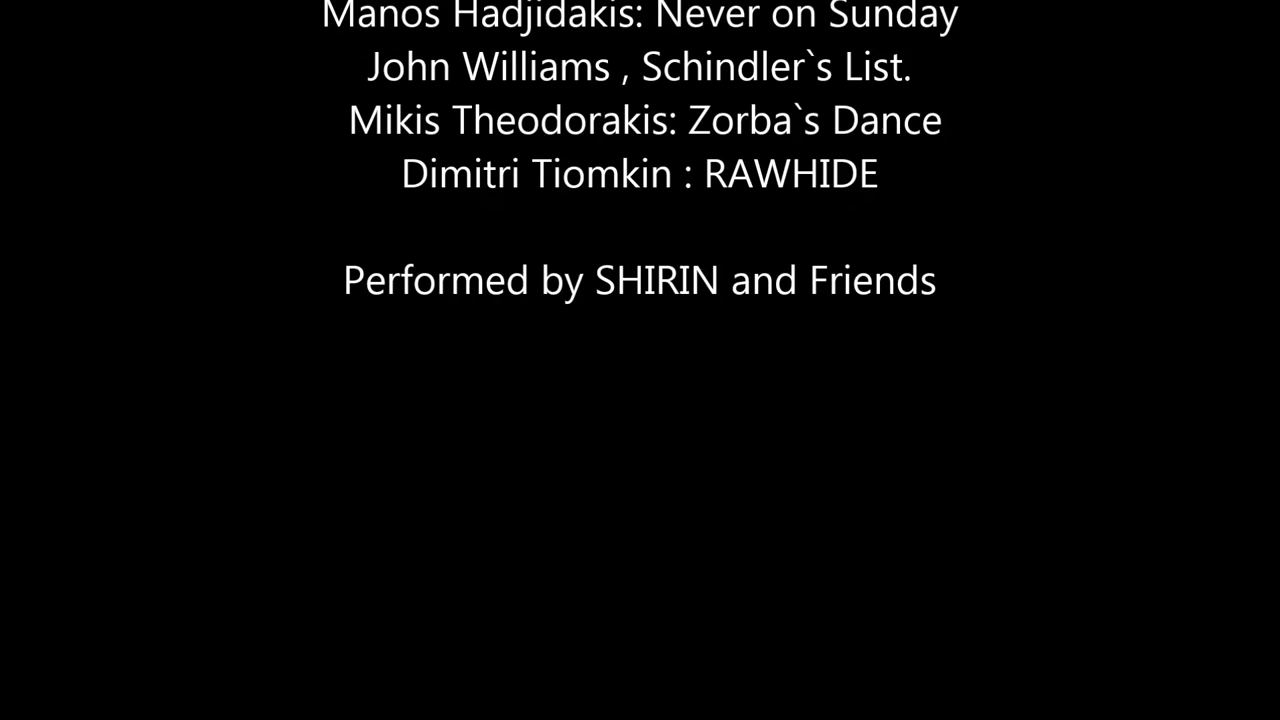 Manos Hadjidakis: Never on Sunday
John Williams , Schindler`s List.
Mikis Theodorakis: Zorba`s Dance
Dimitri Tiomkin : RAWHIDE
Performed by SHIRIN and Friends